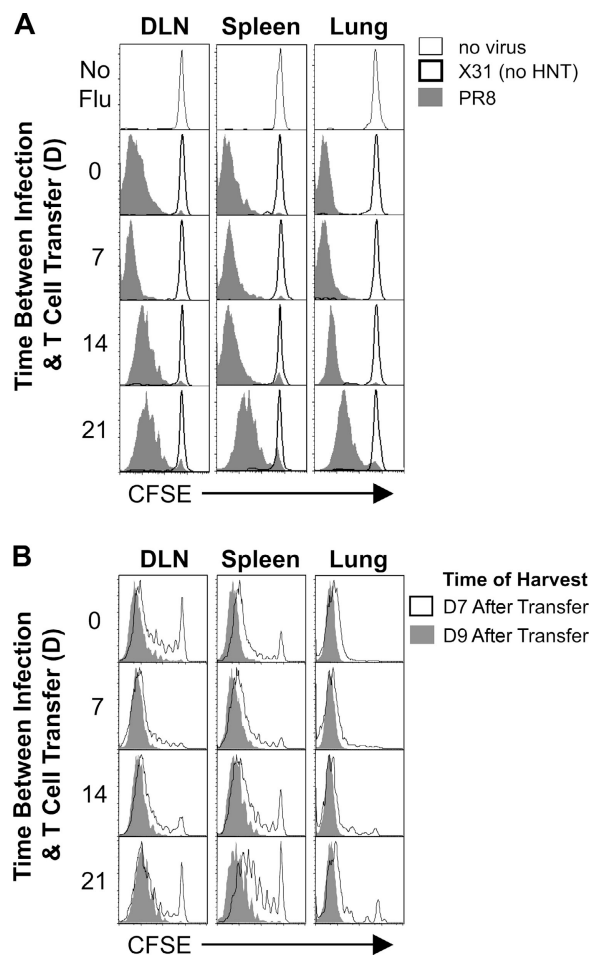 A
DLN Spleen Lung
no virus
X31 (no HNT)
PR8
Time Between Infection
& T Cell Transfer (D)
No
Flu
0
7
14
21
CFSE
B
DLN Spleen Lung
Time of Harvest
D7 After Transfer
D9 After Transfer
Time Between Infection
& T Cell Transfer (D)
0
7
14
21
CFSE